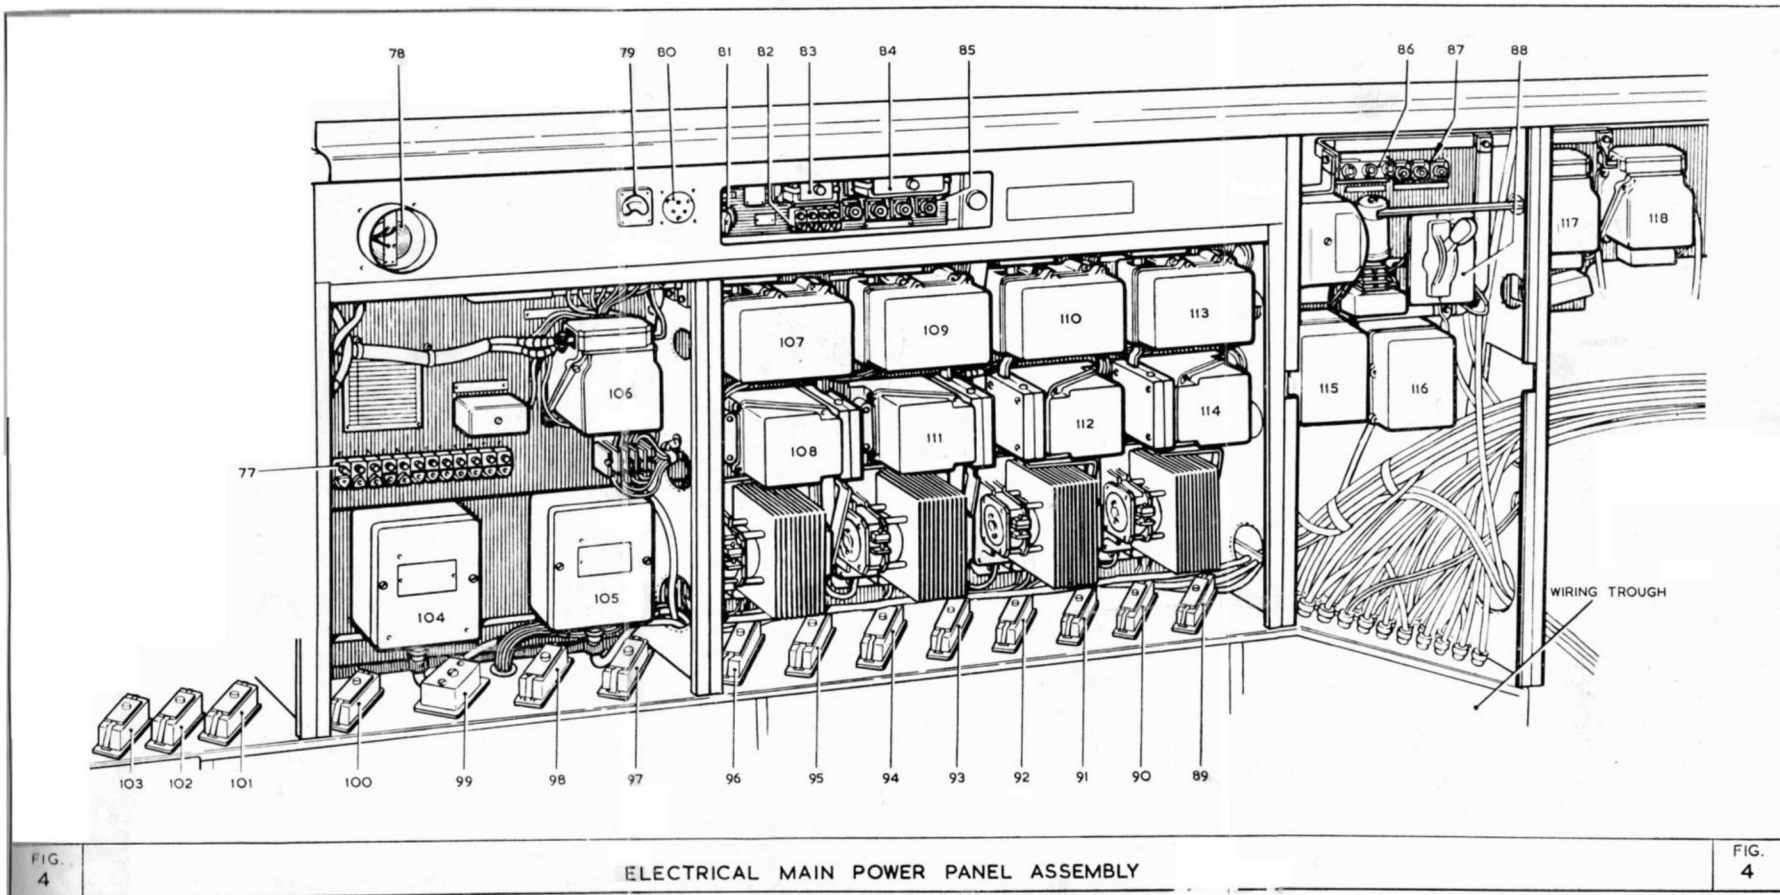 78 79 80 81 82 83 84 85 86 87 88
117 118
107 109 110 113
106 108 111 112 114 115 116
77
104 105
WIRING TROUGH
103 102 101 100 99 98 97 96 95 94 93 92 91 90 89
FIG.
4
ELECTRICAL MAIN POWER PANEL ASSEMBLY
FIG.
4